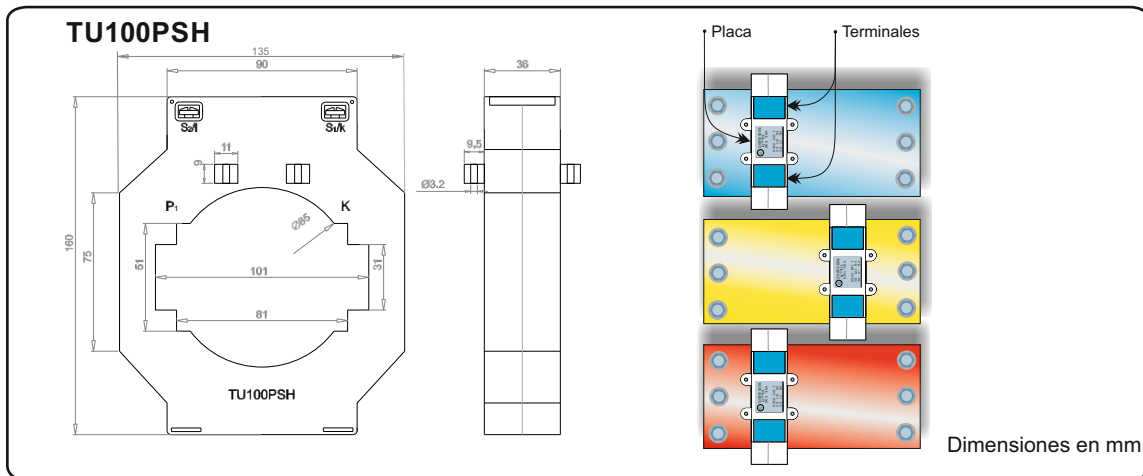 TU100PSH
135
90
36
Placa
Terminales
S2/l
S1/k
11
9
9,5
Ø3.2
P1
K
Ø85
160
75
51
101
31
81
TU100PSH
Dimensiones en mm